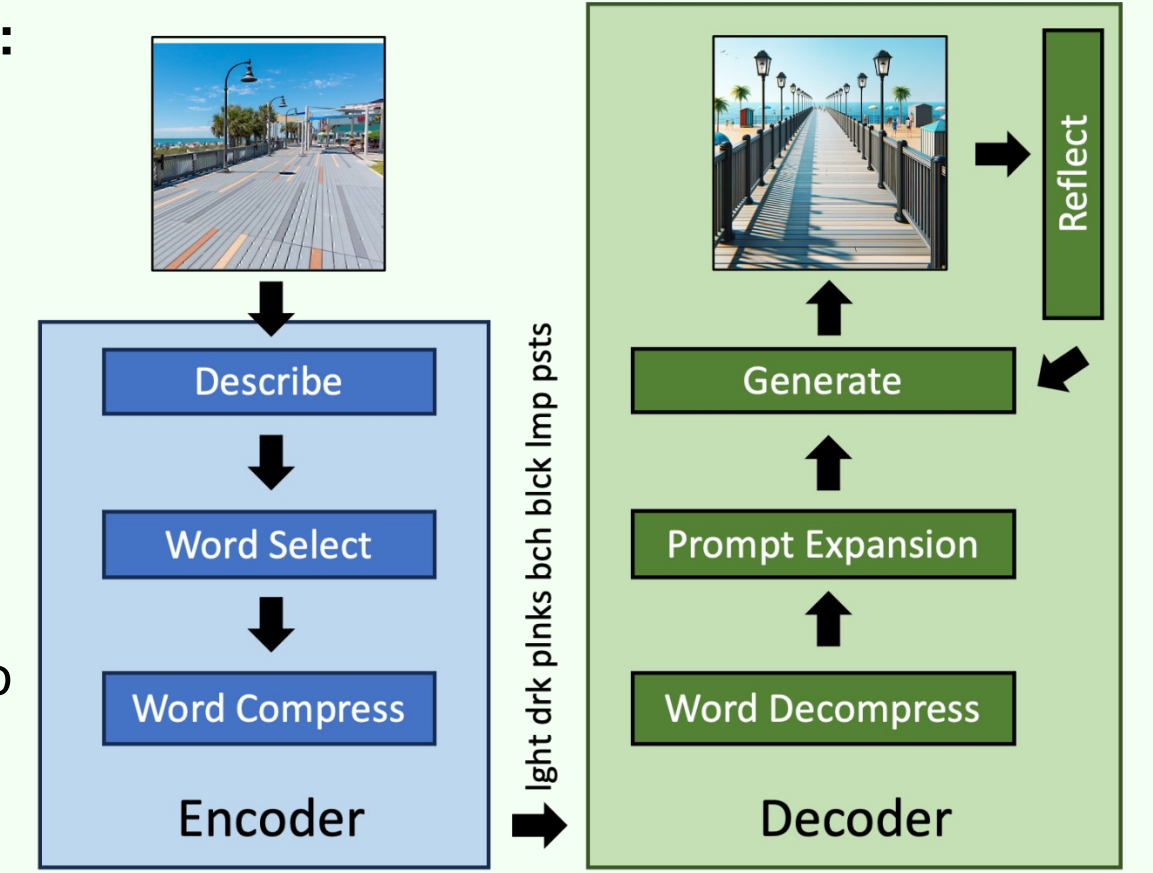 :
Describe
Word Select
Word Compress
Encoder
lght drk plnks bch blck lmp psts
Reflect
Generate
Prompt Expansion
Word Decompress
Decoder